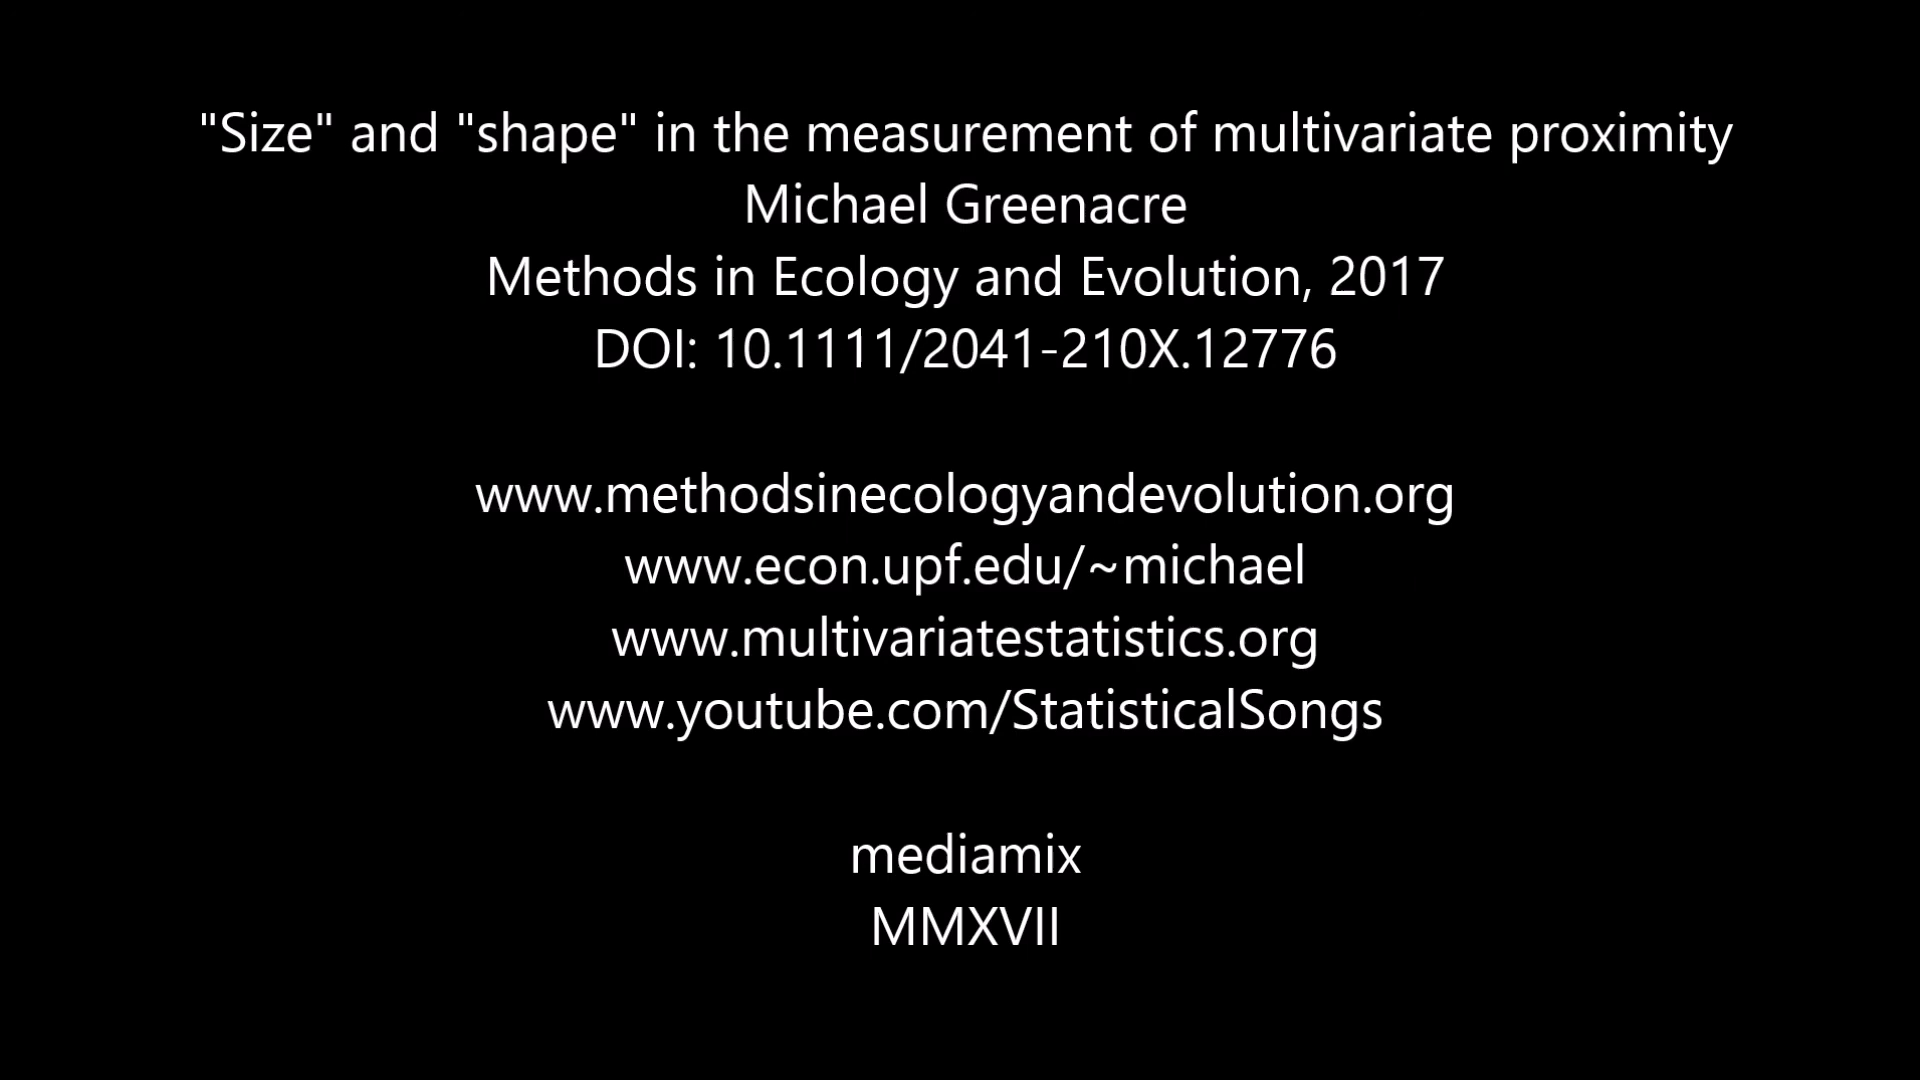 "Size" and "shape" in the measurement of multivariate proximity
Michael Greenacre
Methods in Ecology and Evolution, 2017
DOI: 10.1111/2041-210X.12776
www.methodsinecologyandevolution.org
www.econ.upf.edu/~michael
www.multivariatestatistics.org
www.youtube.com/StatisticalSongs
mediamix
MMXVII